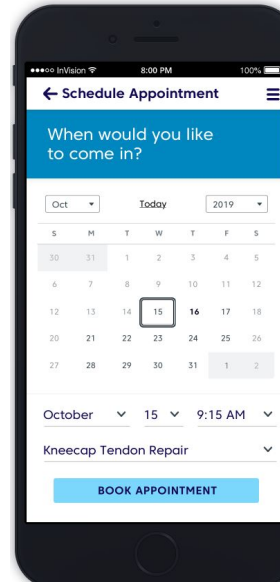 ●●●○○ InVision 8:00 PM 100%
← Schedule Appointment
When would you like
to come in?
Oct Today 2019
S M T W T F S
30 31 1 2 3 4 5
6 7 8 9 10 11 12
12 13 14 15 16 17 18
20 21 22 23 24 25 26
27 28 29 30 31 1 2
October 15 9:15 AM
Kneecap Tendon Repair
BOOK APPOINTMENT